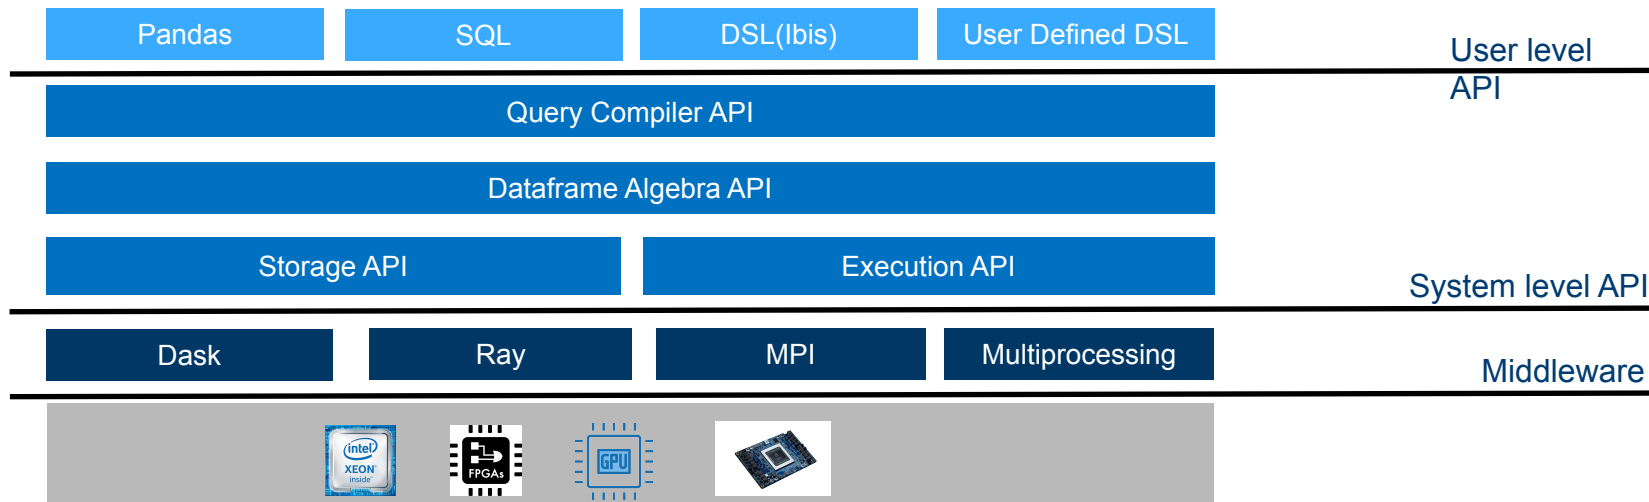 Pandas
SQL
DSL(Ibis)
User Defined DSL
User level
API
Query Compiler API
Dataframe Algebra API
Storage API
Execution API
System level API
Dask
Ray
MPI
Multiprocessing
Middleware
intel
XEON
inside
FPGAs
GPU